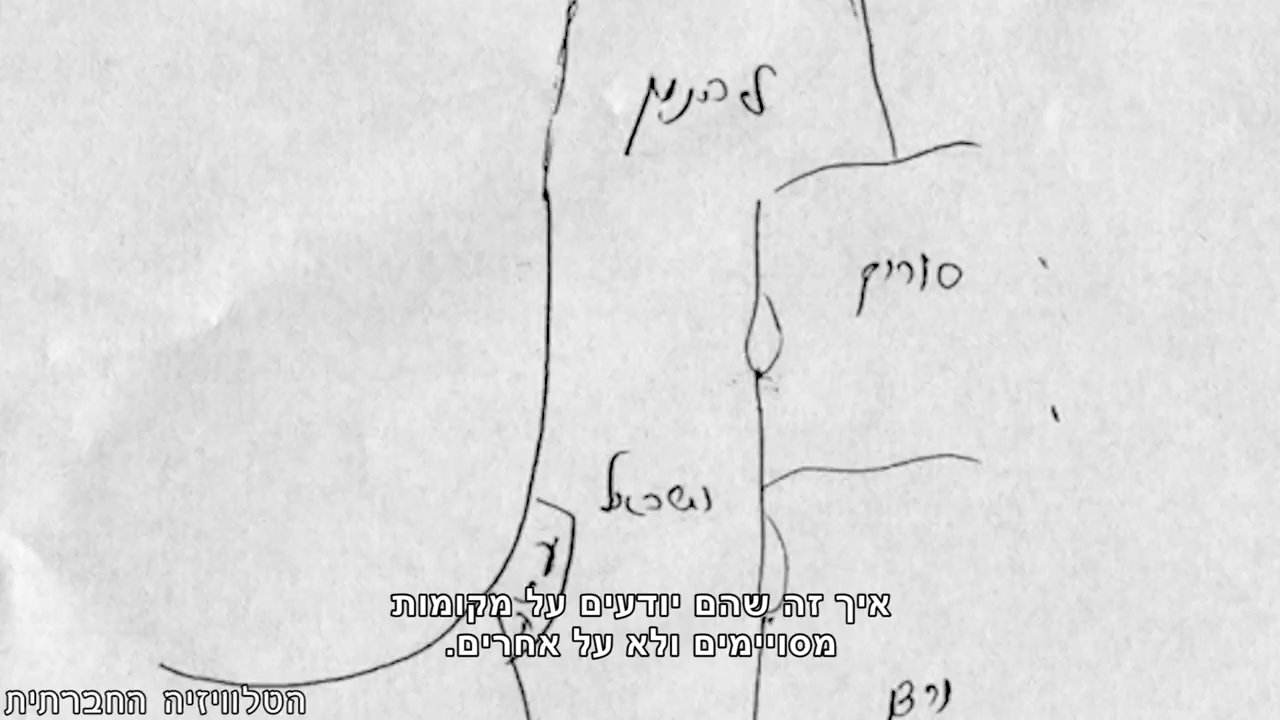 לבנון
סוריה
ישראל
ע
איך זה שהם יודעים על מקומות
מסויימים ולא על אחרים.
ירדן
הטלוויזיה החברתית